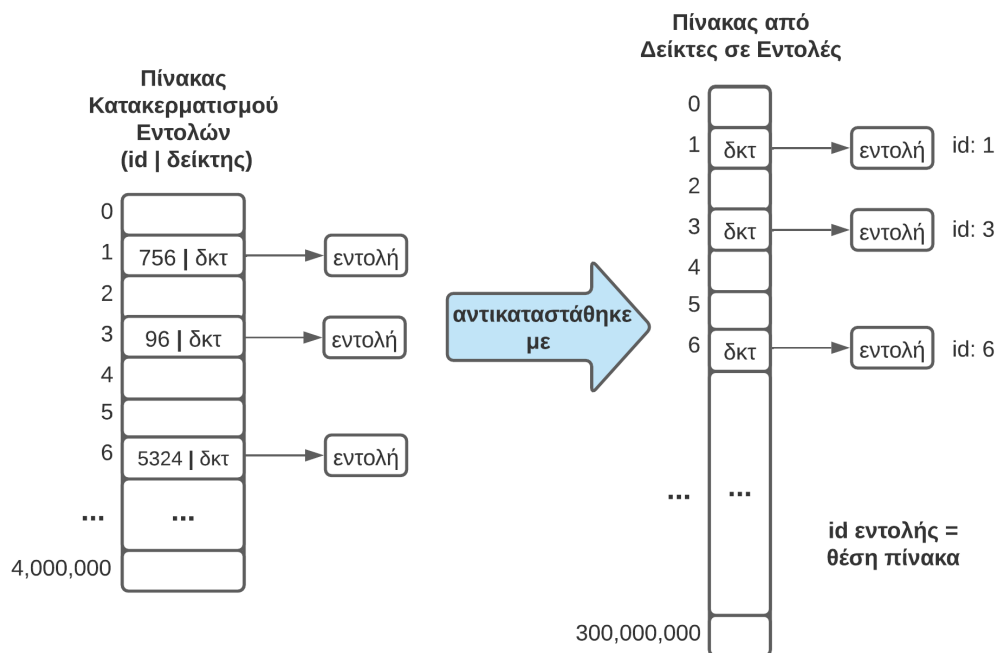 Πίνακας
Κατακερματισμού
Εντολών
(id | δείκτης)
0
1
756 | δκτ
εντολή
2
3
96 | δκτ
εντολή
4
5
6
5324 | δκτ
εντολή
...
...
4,000,000
αντικαταστάθηκε
με
Πίνακας από
Δείκτες σε Εντολές
0
1
δκτ
εντολή
id: 1
2
3
δκτ
εντολή
id: 3
4
5
6
δκτ
εντολή
id: 6
...
...
id εντολής =
θέση πίνακα
300,000,000